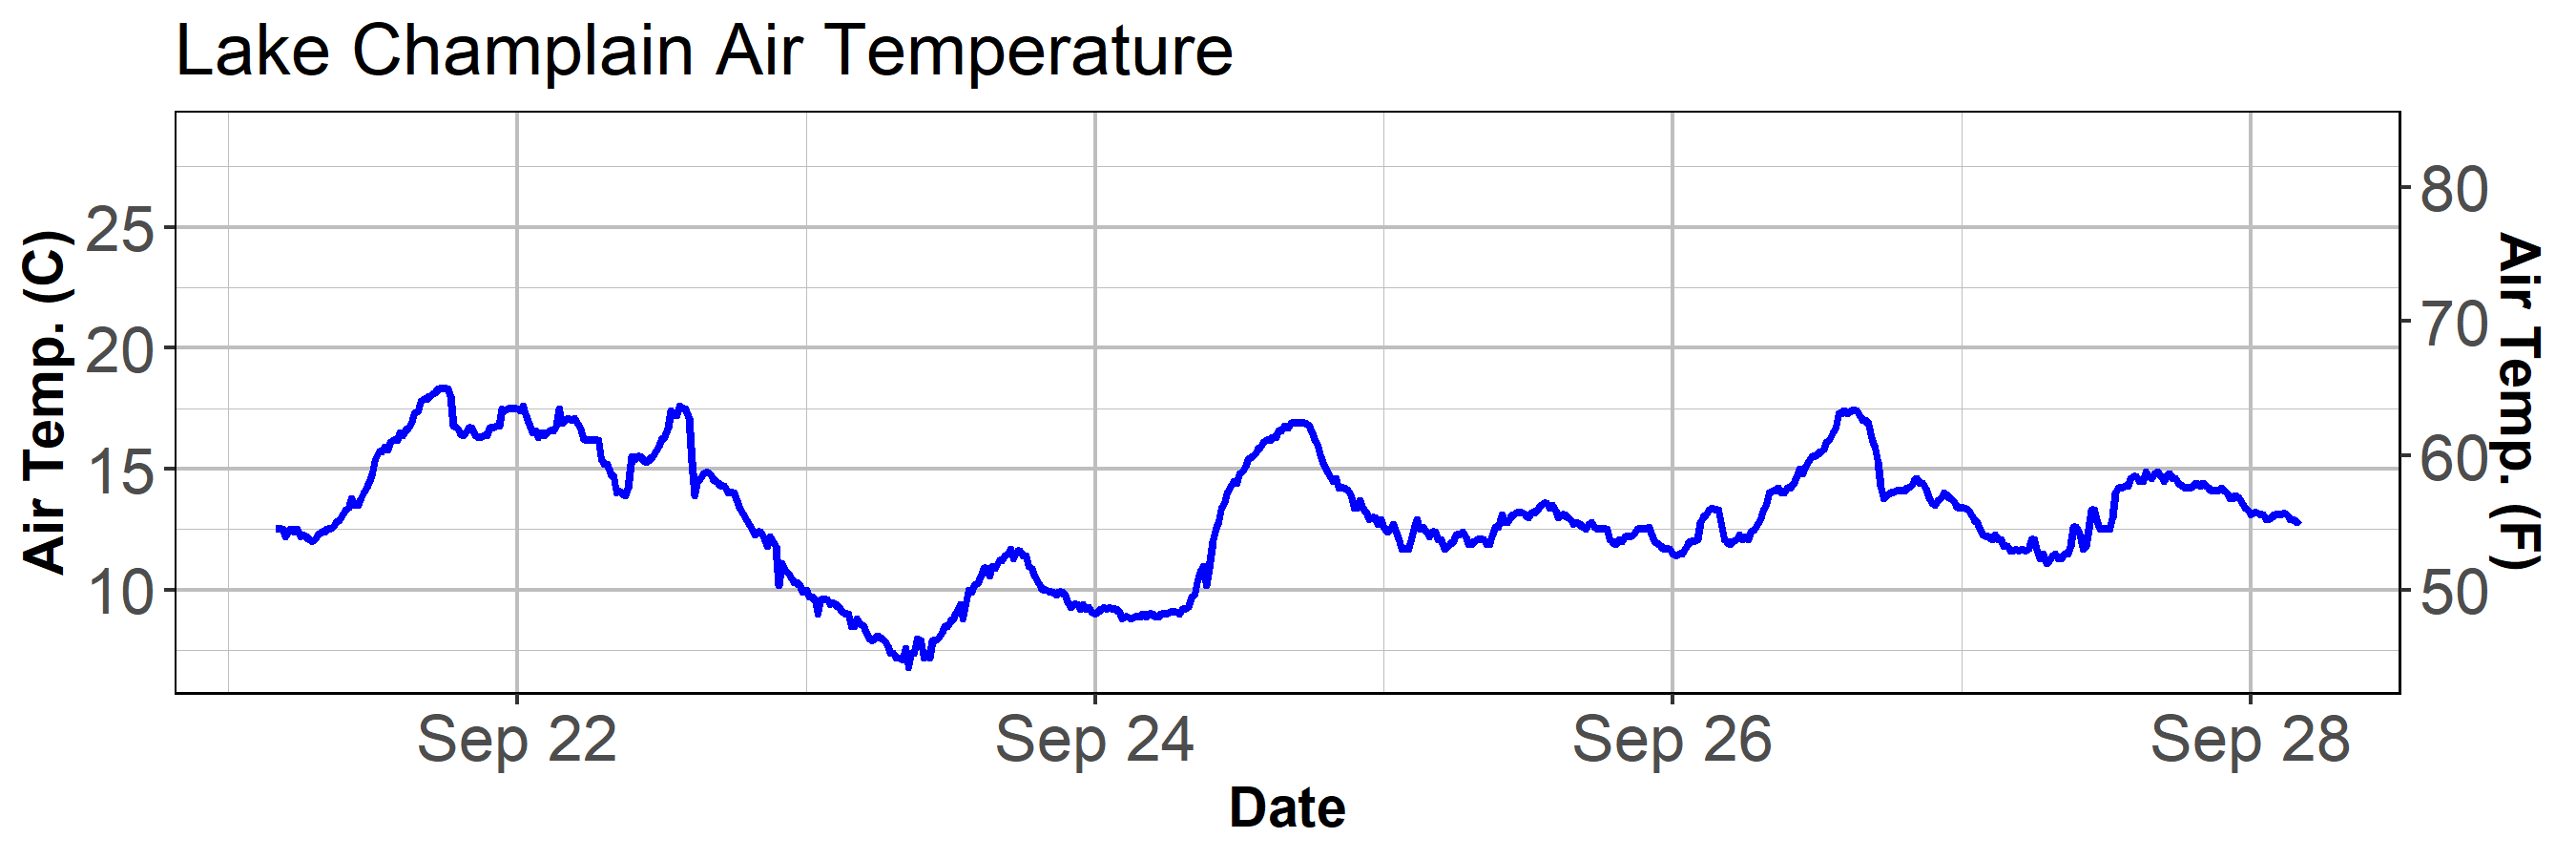 Lake Champlain Air Temperature
Air Temp. (C)
25
20
15
10
80
70
60
50
Air Temp. (F)
Sep 22 Sep 24 Sep 26 Sep 28
Date